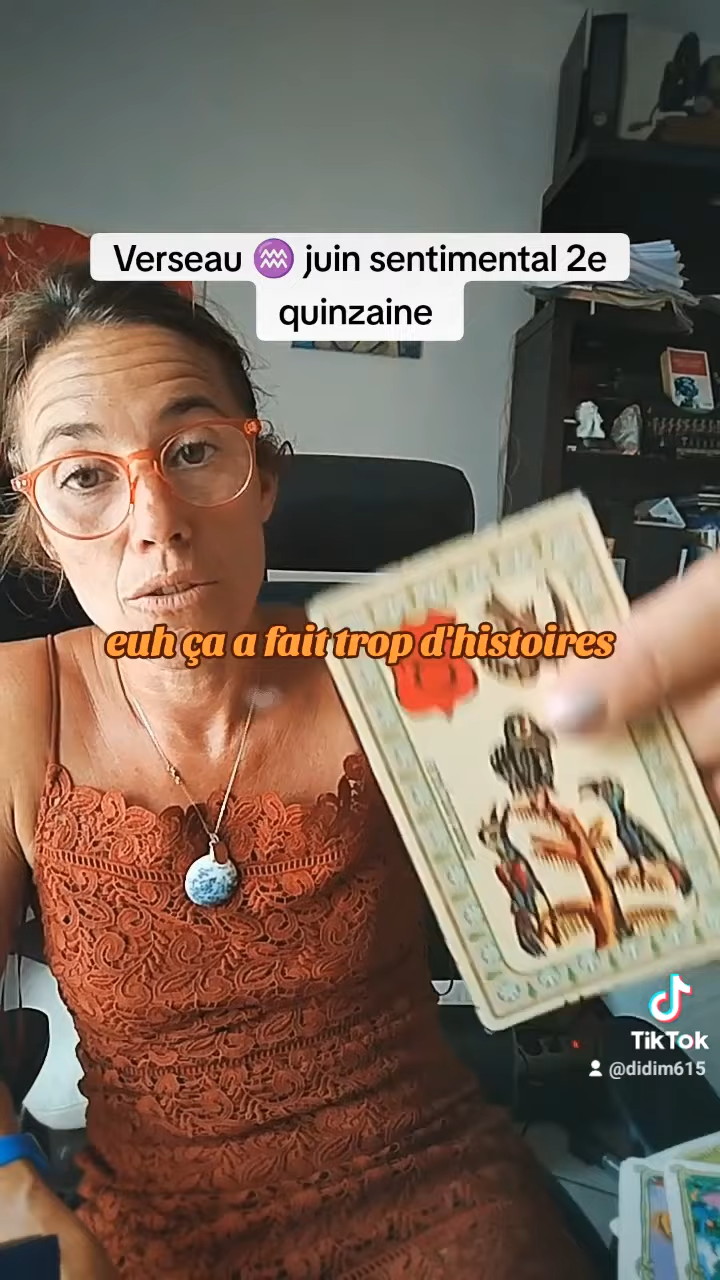 Verseau ♒ juin sentimental 2e
quinzaine
euh ça a fait trop d'histoires
TikTok
@didim615